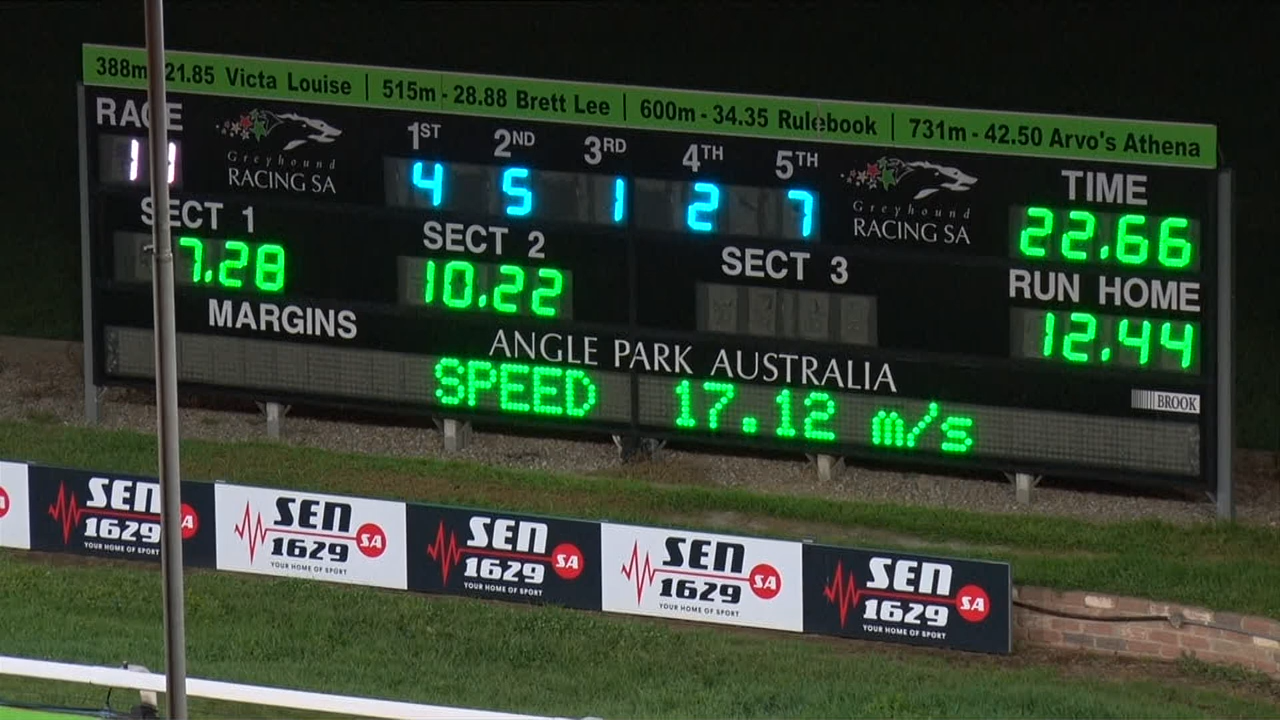 388m 21.85 Victa Louise | 515m - 28.88 Brett Lee | 600m - 34.35 Rulebook | 731m - 42.50 Arvo's Athena
RACE
11
Greyhound
RACING SA
1ST 2ND 3RD 4TH 5TH
4 5 1 2 7
Greyhound
RACING SA
TIME
22.66
SECT 1
7.28
SECT 2
10.22
SECT 3
RUN HOME
12.44
MARGINS
ANGLE PARK AUSTRALIA
SPEED 17.12 m/s
BROOK
SEN
1629
SA
YOUR HOME OF SPORT
SEN
1629
SA
YOUR HOME OF SPORT
SEN
1629
SA
YOUR HOME OF SPORT
SEN
1629
SA
YOUR HOME OF SPORT
SEN
1629
SA
YOUR HOME OF SPORT